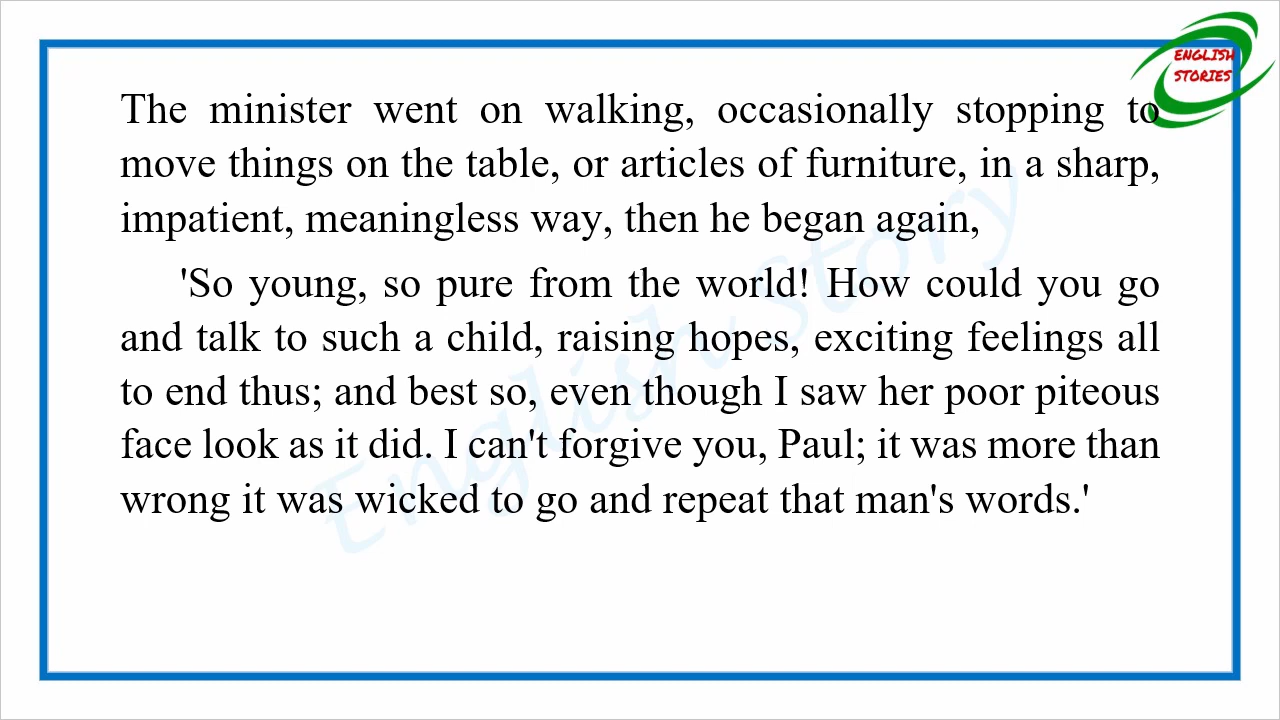 ENGLISH
STORIES
The minister went on walking, occasionally stopping to
move things on the table, or articles of furniture, in a sharp,
impatient, meaningless way, then he began again,
'So young, so pure from the world! How could you go
and talk to such a child, raising hopes, exciting feelings all
to end thus; and best so, even though I saw her poor piteous
face look as it did. I can't forgive you, Paul; it was more than
wrong it was wicked to go and repeat that man's words.'
English Story